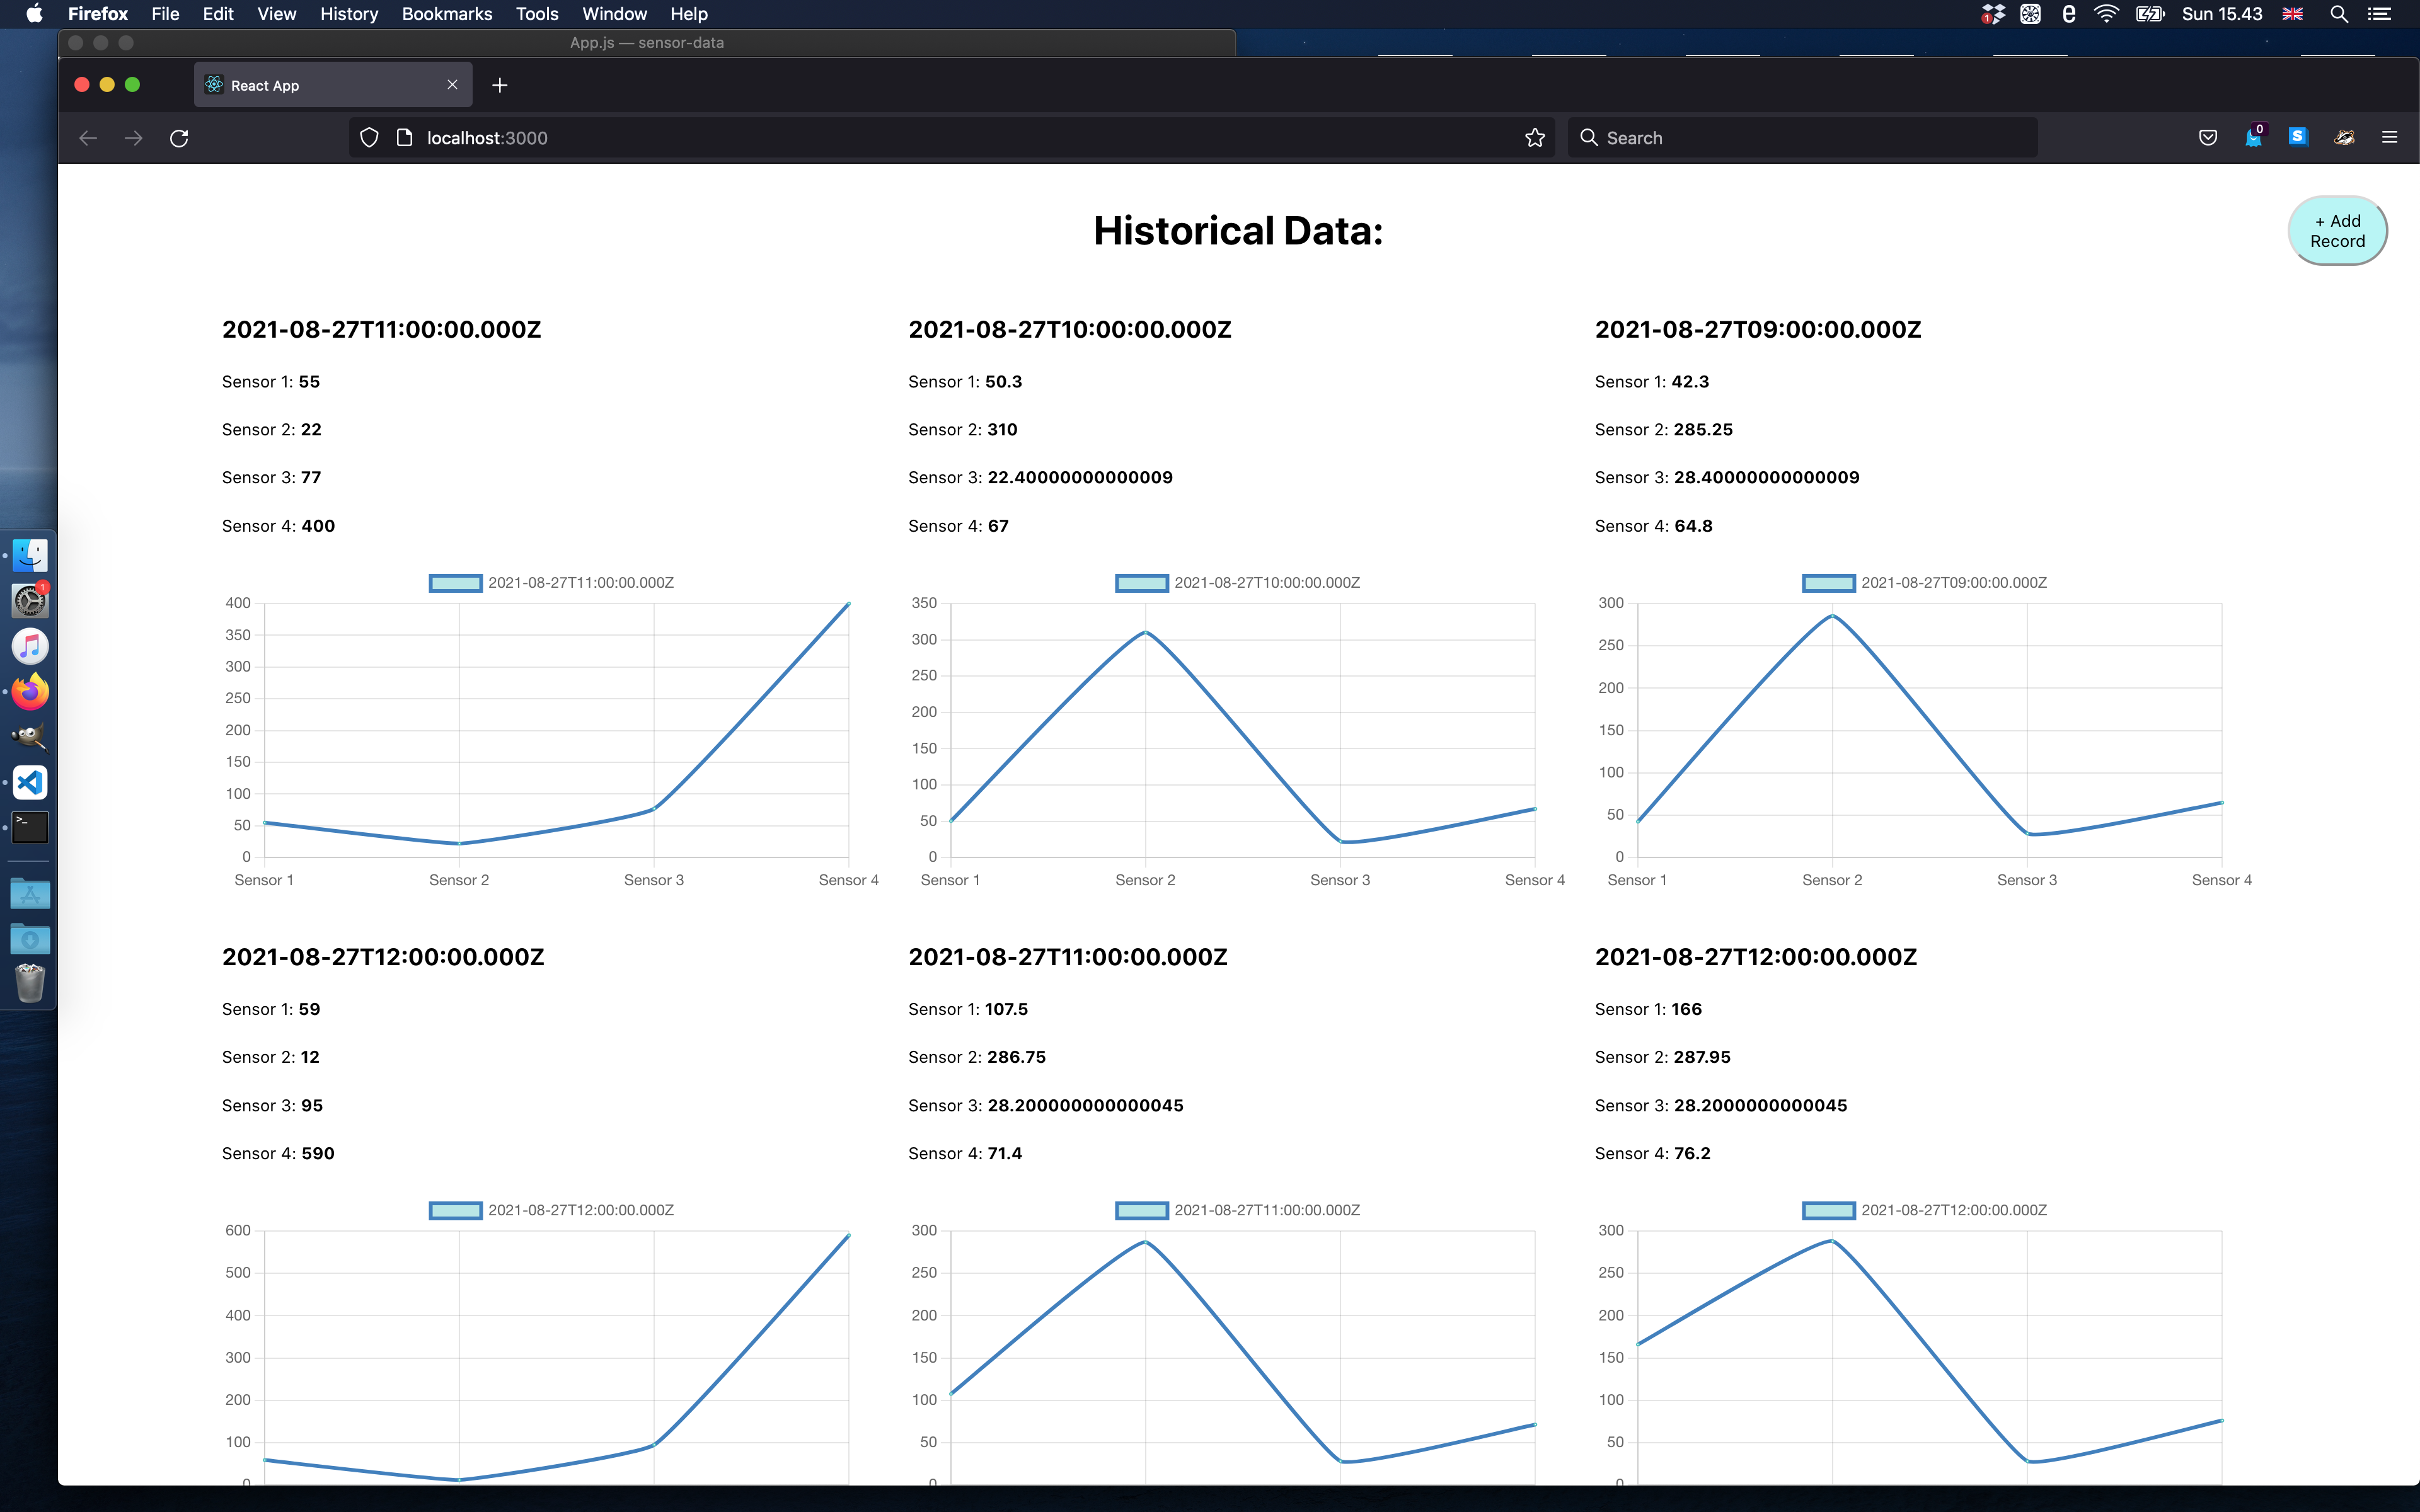 Firefox File Edit View History Bookmarks Tools Window Help 1 Sun 15.43
App.js — sensor-data
React App
localhost:3000 Search 0 S
Historical Data:
+ Add
Record
2021-08-27T11:00:00.000Z 2021-08-27T10:00:00.000Z 2021-08-27T09:00:00.000Z
Sensor 1: 55 Sensor 1: 50.3 Sensor 1: 42.3
Sensor 2: 22 Sensor 2: 310 Sensor 2: 285.25
Sensor 3: 77 Sensor 3: 22.40000000000009 Sensor 3: 28.40000000000009
Sensor 4: 400 Sensor 4: 67 Sensor 4: 64.8
2021-08-27T11:00:00.000Z 2021-08-27T10:00:00.000Z 2021-08-27T09:00:00.000Z
400 350 300
350 300 250
300 250 200
250 200 150
200 150 100
150 100 50
100 50 0
50 0
0
Sensor 1 Sensor 2 Sensor 3 Sensor 4 Sensor 1 Sensor 2 Sensor 3 Sensor 4 Sensor 1 Sensor 2 Sensor 3 Sensor 4
2021-08-27T12:00:00.000Z 2021-08-27T11:00:00.000Z 2021-08-27T12:00:00.000Z
Sensor 1: 59 Sensor 1: 107.5 Sensor 1: 166
Sensor 2: 12 Sensor 2: 286.75 Sensor 2: 287.95
Sensor 3: 95 Sensor 3: 28.200000000000045 Sensor 3: 28.2000000000045
Sensor 4: 590 Sensor 4: 71.4 Sensor 4: 76.2
2021-08-27T12:00:00.000Z 2021-08-27T11:00:00.000Z 2021-08-27T12:00:00.000Z
600 300 300
500 250 250
400 200 200
300 150 150
200 100 100
100 50 50
0 0 0